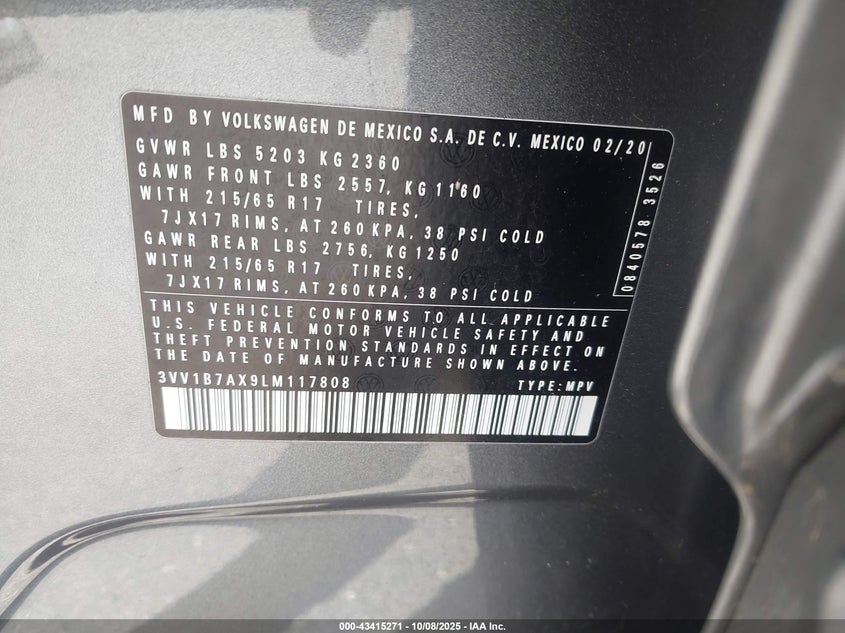 MFD BY VOLKSWAGEN DE MEXICO S.A. DE C.V. MEXICO 02/20
GVWR LBS 5203 KG 2360
GAWR FRONT LBS 2557, KG 1160
WITH 215/65 R17 TIRES,
7JX17 RIMS, AT 260 KPA, 38 PSI COLD
GAWR REAR LBS 2756, KG 1250
WITH 215/65 R17 TIRES,
7JX17 RIMS, AT 260 KPA, 38 PSI COLD
0840578 3526
THIS VEHICLE CONFORMS TO ALL APPLICABLE
U.S. FEDERAL MOTOR VEHICLE SAFETY AND
THEFT PREVENTION STANDARDS IN EFFECT ON
THE DATE OF MANUFACTURE SHOWN ABOVE.
3VV1B7AX9LM117808 TYPE: MPV
000-43415271 - 10/08/2025 - IAA Inc.